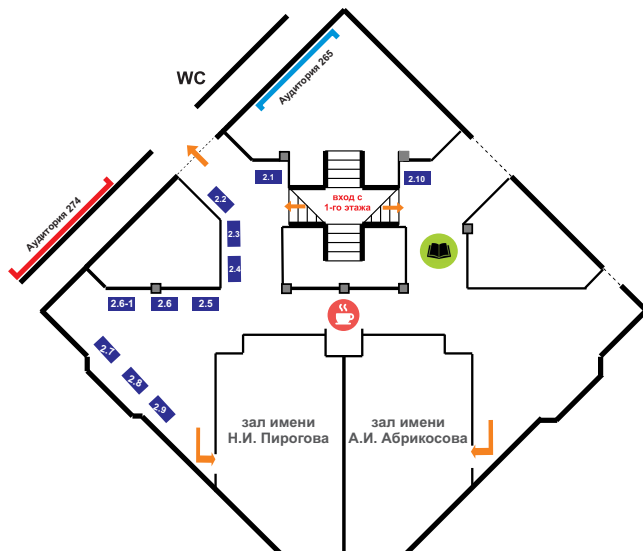 WC
Аудитория 265
Аудитория 274
2.1
2.10
вход с
1-го этажа
2.2
2.3
2.4
2.6-1
2.6
2.5
2.7
2.8
2.9
зал имени
Н.И. Пирогова
зал имени
А.И. Абрикосова